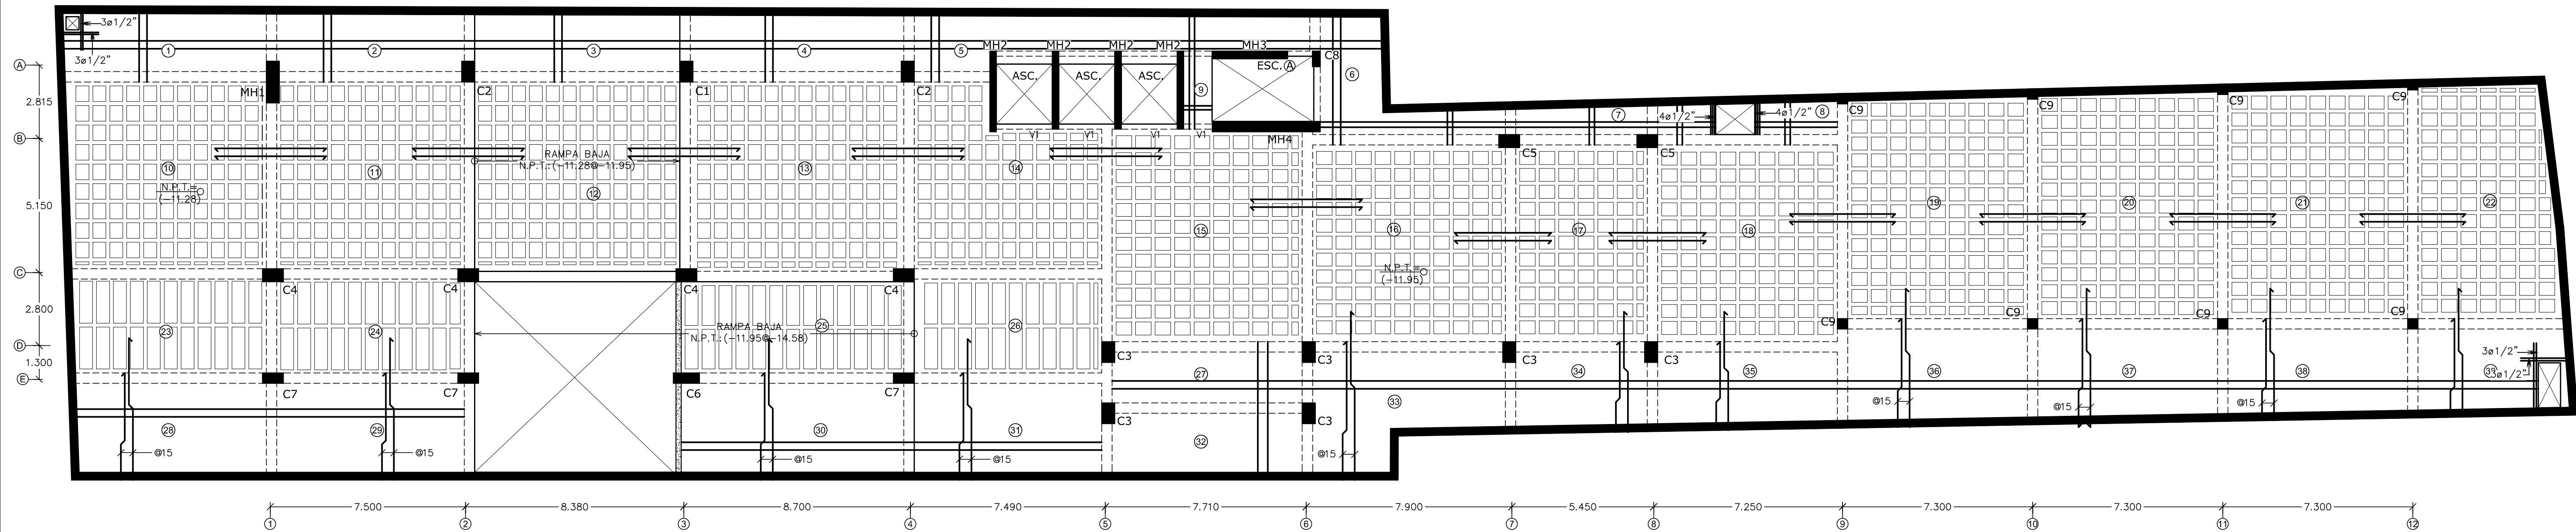 3ø1/2"
3ø1/2"
1
2
3
4
5
MH2
MH2
MH2
MH2
MH3
ESC. A
C8
6
ASC.
ASC.
ASC.
A
2.815
MH1
C2
C1
C2
9
4ø1/2"
7
4ø1/2"
8
C9
C9
C9
C9
B
V1
V1
V1
V1
MH4
C5
C5
RAMPA BAJA
N.P.T.:(-11.28@-11.95)
10
11
12
13
14
N.P.T.=
(-11.28)
5.150
15
16
17
18
19
20
21
22
N.P.T.=
(-11.95)
C
C4
C4
C4
C4
2.800
23
24
RAMPA BAJA
N.P.T.:(-11.95@-14.58)
25
26
C9
C9
C9
C9
D
1.300
E
C3
C3
C3
C3
3ø1/2"
3ø1/2"
C7
C7
C6
C7
27
34
35
36
37
38
39
33
@15
@15
@15
28
29
30
31
C3
C3
32
@15
@15
@15
@15
@15
7.500
8.380
8.700
7.490
7.710
7.900
5.450
7.250
7.300
7.300
7.300
1
2
3
4
5
6
7
8
9
10
11
12